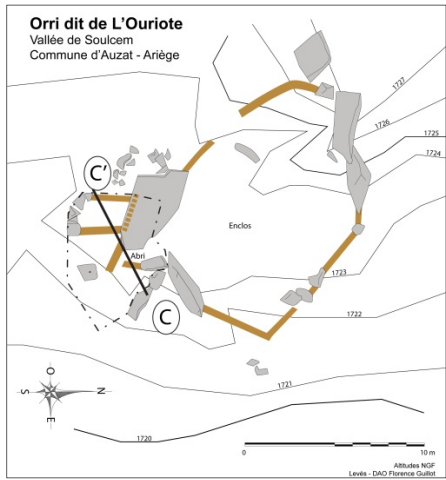 Orri dit de L'Ouriote
Vallée de Soulcem
Commune d'Auzat - Ariège
1727
1726
1725
1724
C'
Enclos
Abri
1723
C
1722
1721
O
S N
E
1720
0 10 m
Altitudes NGF
Levés - DAO Florence Guillot